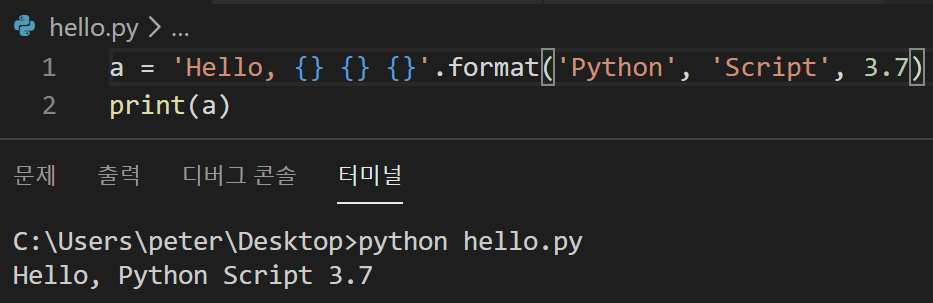 hello.py > ...
1 a = 'Hello, {} {} {}'.format('Python', 'Script', 3.7)
2 print(a)
문제 출력 디버그 콘솔 터미널
C:\Users\peter\Desktop>python hello.py
Hello, Python Script 3.7